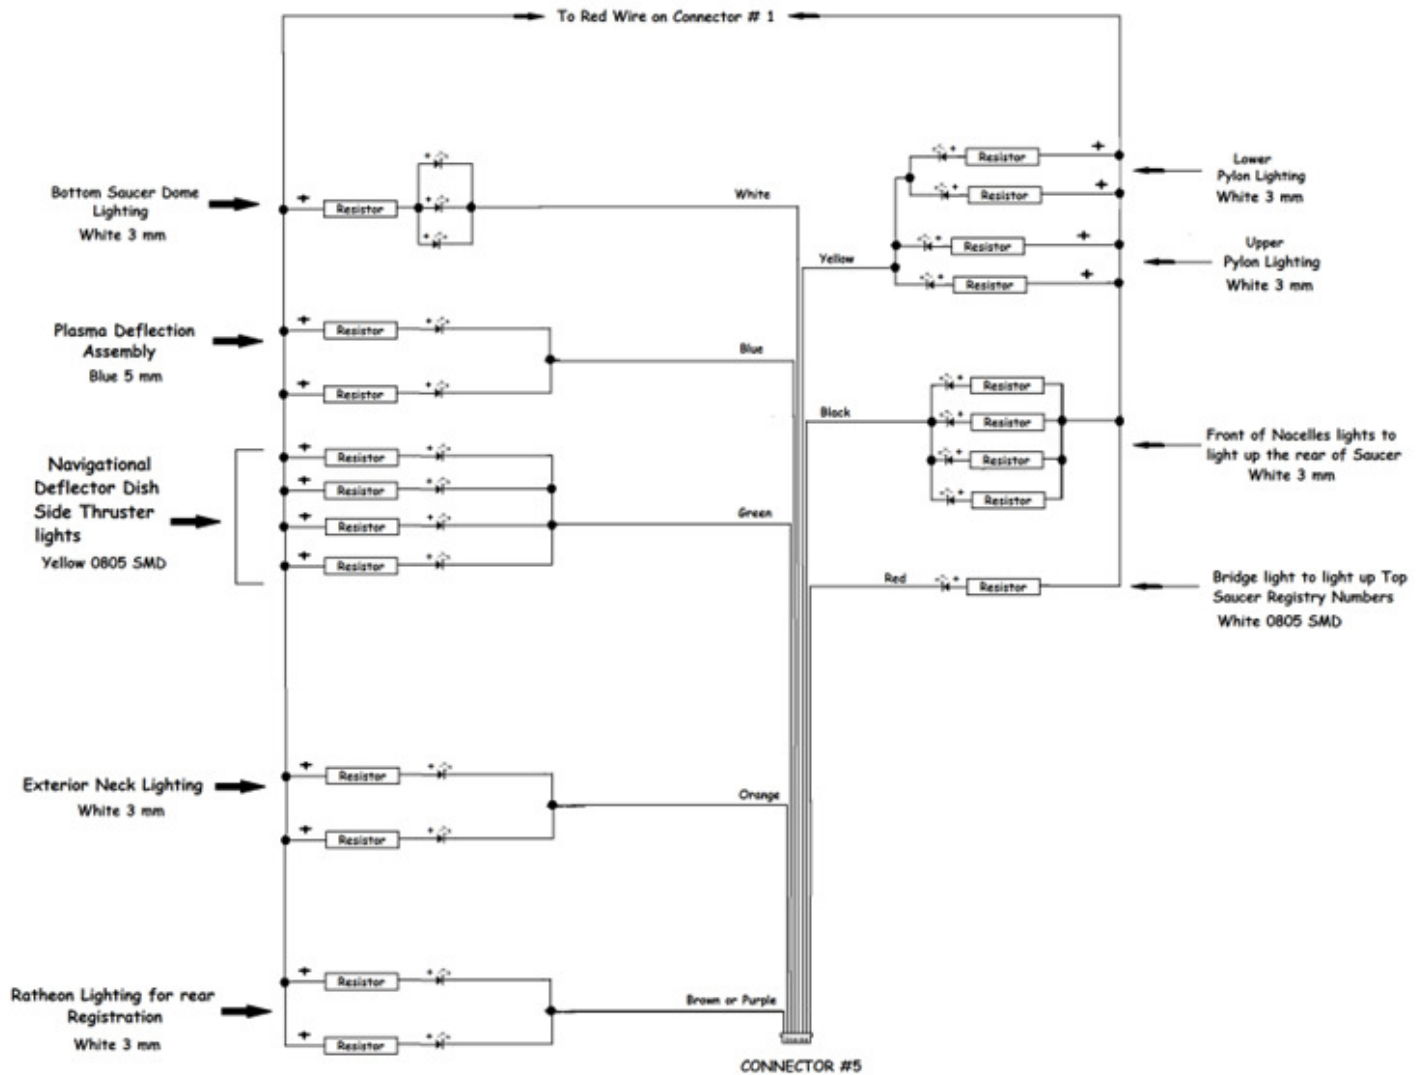 To Red Wire on Connector # 1
Bottom Saucer Dome
Lighting
White 3 mm
Resistor
White
Plasma Deflection
Assembly
Blue 5 mm
Resistor
Resistor
Blue
Navigational
Deflector Dish
Side Thruster
lights
Yellow 0805 SMD
Resistor
Resistor
Resistor
Resistor
Green
Exterior Neck Lighting
White 3 mm
Resistor
Resistor
Orange
Ratheon Lighting for rear
Registration
White 3 mm
Resistor
Resistor
Brown or Purple
CONNECTOR #5
Yellow
Resistor
Resistor
Resistor
Resistor
Lower
Pylon Lighting
White 3 mm
Upper
Pylon Lighting
White 3 mm
Black
Resistor
Resistor
Resistor
Resistor
Front of Nacelles lights to
light up the rear of Saucer
White 3 mm
Red
Resistor
Bridge light to light up Top
Saucer Registry Numbers
White 0805 SMD